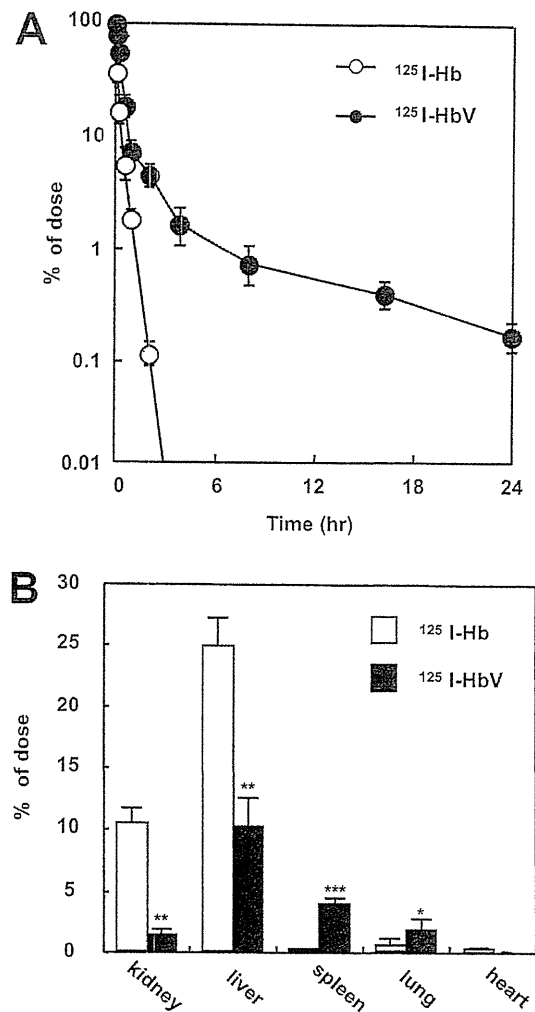 A
100
10
1
0.1
0.01
% of dose
125I-Hb
125I-HbV
0 6 12 18 24
Time (hr)
B
30
25
20
15
10
5
0
% of dose
125I-Hb
125I-HbV
**
**
***
*
kidney liver spleen lung heart